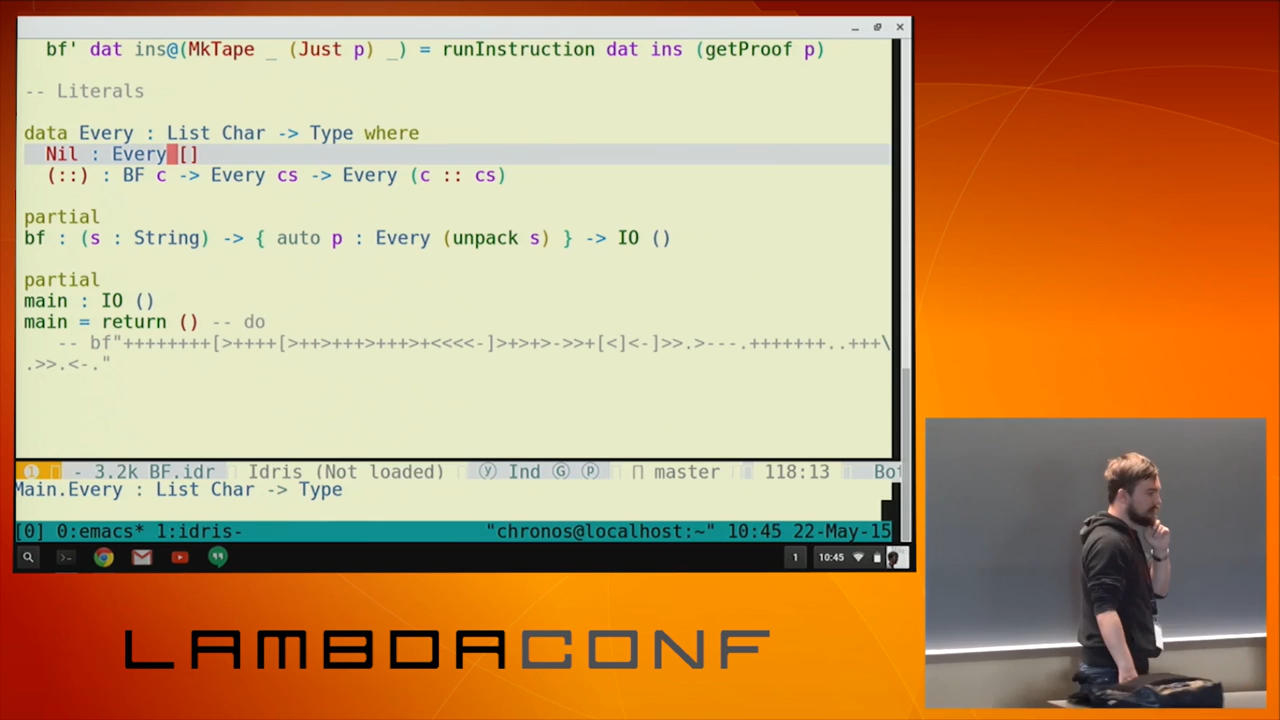 bf' dat ins@(MkTape _ (Just p) _) = runInstruction dat ins (getProof p)
-- Literals
data Every : List Char -> Type where
Nil : Every []
(::) : BF c -> Every cs -> Every (c :: cs)
partial
bf : (s : String) -> { auto p : Every (unpack s) } -> IO ()
partial
main : IO ()
main = return () -- do
-- bf"++++++++[>++++[>++>+++>+++>+<<<<-]>+>+>->>+[<]<-]>>.>---.+++++++..+++\
.>>.<-."
- 3.2k BF.idr Idris (Not loaded) y Ind G p master 118:13 Bot
Main.Every : List Char -> Type
[0] 0:emacs* 1:idris- "chronos@localhost:~" 10:45 22-May-15
1 10:45
LAMBDACONF